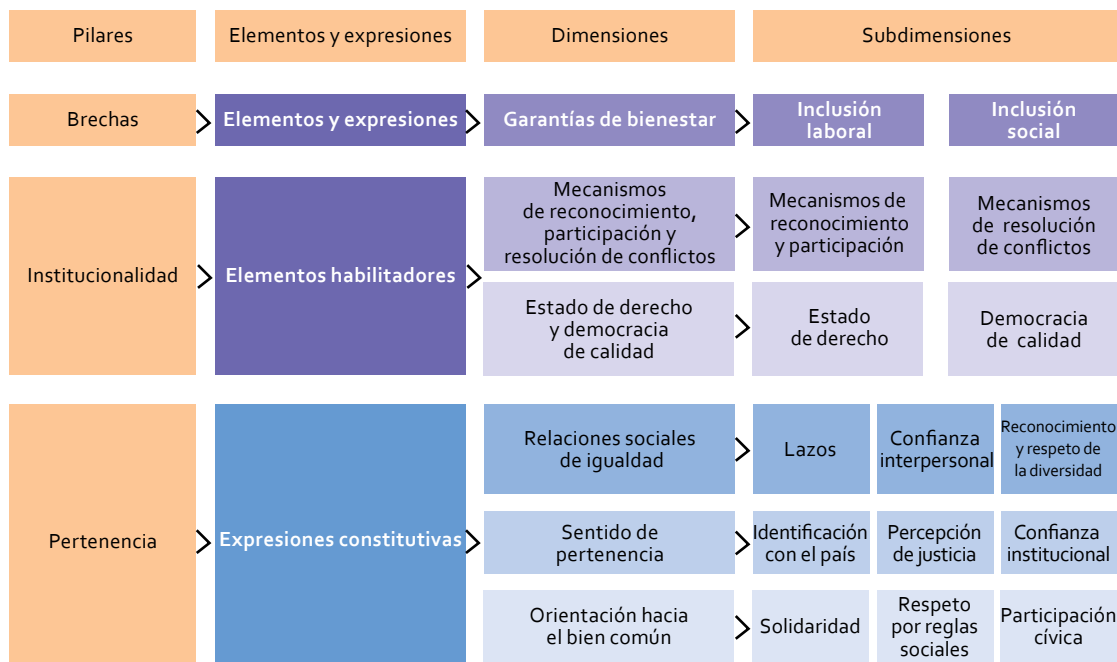 Pilares
Elementos y expresiones
Dimensiones
Subdimensiones
Brechas
Elementos y expresiones
Garantías de bienestar
Inclusión
laboral
Inclusión
social
Institucionalidad
Elementos habilitadores
Mecanismos
de reconocimiento,
participación y
resolución de conflictos
Mecanismos de
reconocimiento
y participación
Mecanismos
de resolución
de conflictos
Estado de derecho
y democracia
de calidad
Estado
de derecho
Democracia
de calidad
Pertenencia
Expresiones constitutivas
Relaciones sociales
de igualdad
Lazos
Confianza
interpersonal
Reconocimiento
y respeto de
la diversidad
Sentido de
pertenencia
Identificación
con el país
Percepción
de justicia
Confianza
institucional
Orientación hacia
el bien común
Solidaridad
Respeto
por reglas
sociales
Participación
cívica